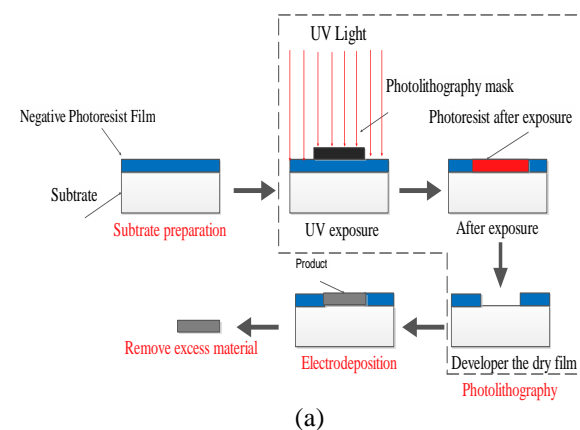 UV Light
Photolithography mask
Negative Photoresist Film
Photoresist after exposure
Subtrate
Subtrate preparation
UV exposure
After exposure
Product
Remove excess material
Electrodeposition
Developer the dry film
Photolithography
(a)